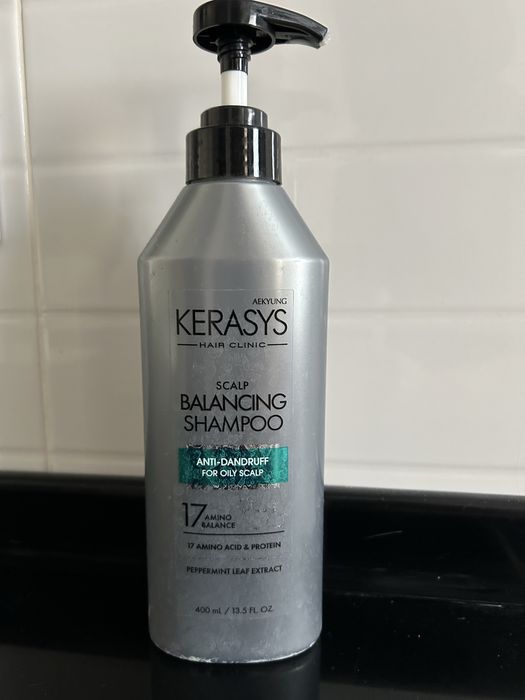 AEKYUNG
KERASYS
HAIR CLINIC
SCALP
BALANCING
SHAMPOO
ANTI-DANDRUFF
FOR OILY SCALP
17 AMINO
BALANCE
17 AMINO ACID & PROTEIN
PEPPERMINT LEAF EXTRACT
400 mL / 13.5 FL. OZ.